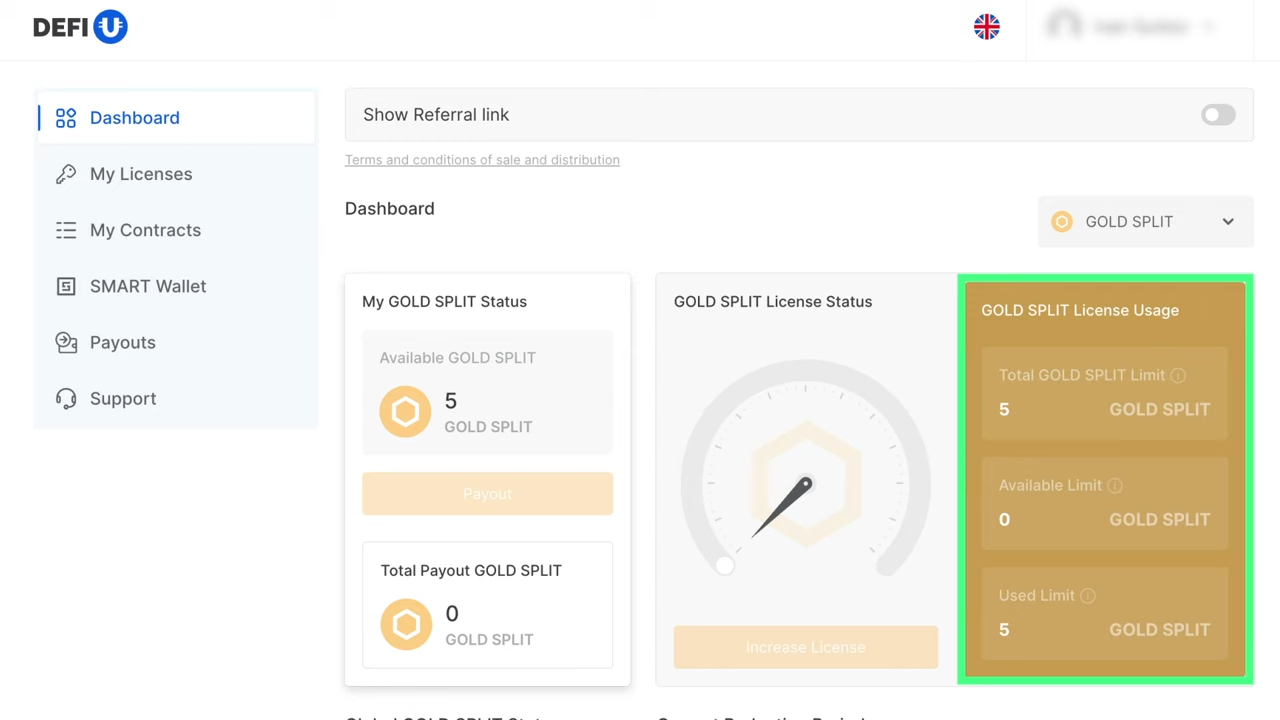 DEFI U
Show Referral link
Terms and conditions of sale and distribution
Dashboard
My Licenses
My Contracts
SMART Wallet
Payouts
Support
Dashboard
GOLD SPLIT
My GOLD SPLIT Status
Available GOLD SPLIT
5
GOLD SPLIT
Payout
Total Payout GOLD SPLIT
0
GOLD SPLIT
GOLD SPLIT License Status
Increase License
GOLD SPLIT License Usage
Total GOLD SPLIT Limit
5 GOLD SPLIT
Available Limit
0 GOLD SPLIT
Used Limit
5 GOLD SPLIT